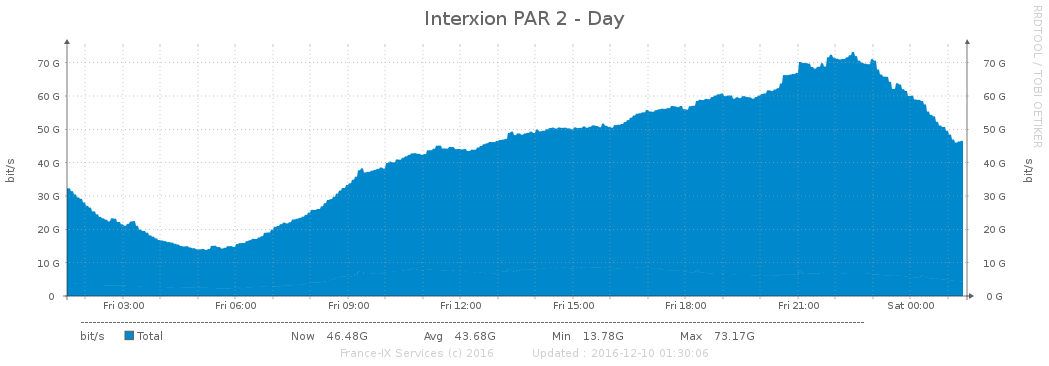 Interxion PAR 2 - Day
RRDTOOL / TOBI OETIKER
bit/s
bit/s
70 G 70 G
60 G 60 G
50 G 50 G
40 G 40 G
30 G 30 G
20 G 20 G
10 G 10 G
0 0 G
Fri 03:00 Fri 06:00 Fri 09:00 Fri 12:00 Fri 15:00 Fri 18:00 Fri 21:00 Sat 00:00
bit/s Total Now 46.48G Avg 43.68G Min 13.78G Max 73.17G
France-IX Services (c) 2016 Updated : 2016-12-10 01:30:06